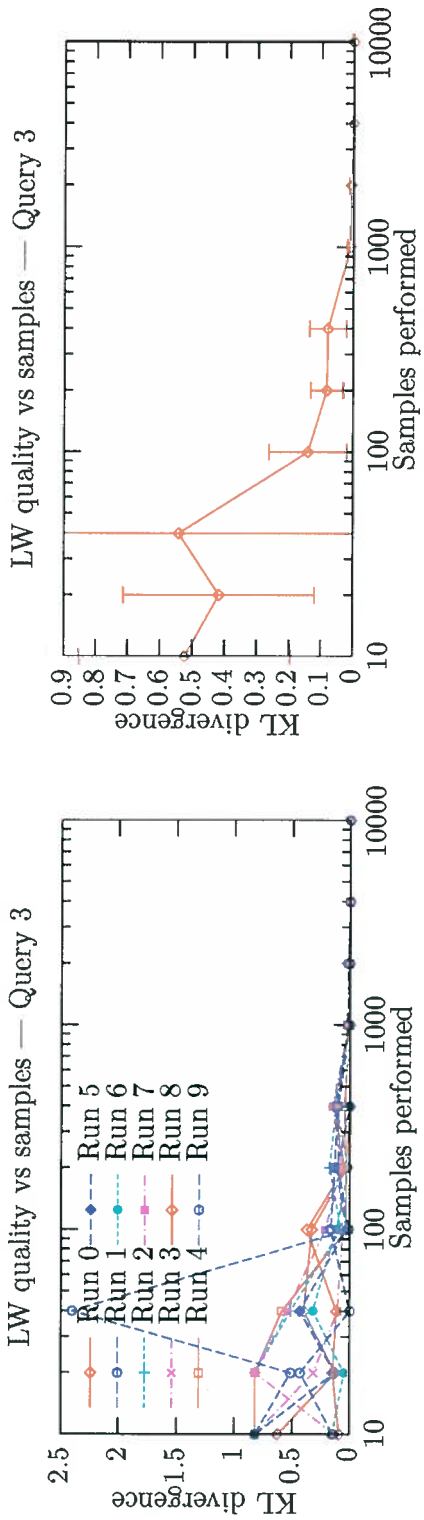 LW quality vs samples — Query 3
KL divergence
2.5
2
1.5
1
0.5
0
Run 0
Run 1
Run 2
Run 3
Run 4
Run 5
Run 6
Run 7
Run 8
Run 9
10
100
1000
10000
Samples performed
LW quality vs samples — Query 3
KL divergence
0.9
0.8
0.7
0.6
0.5
0.4
0.3
0.2
0.1
0
10
100
1000
10000
Samples performed